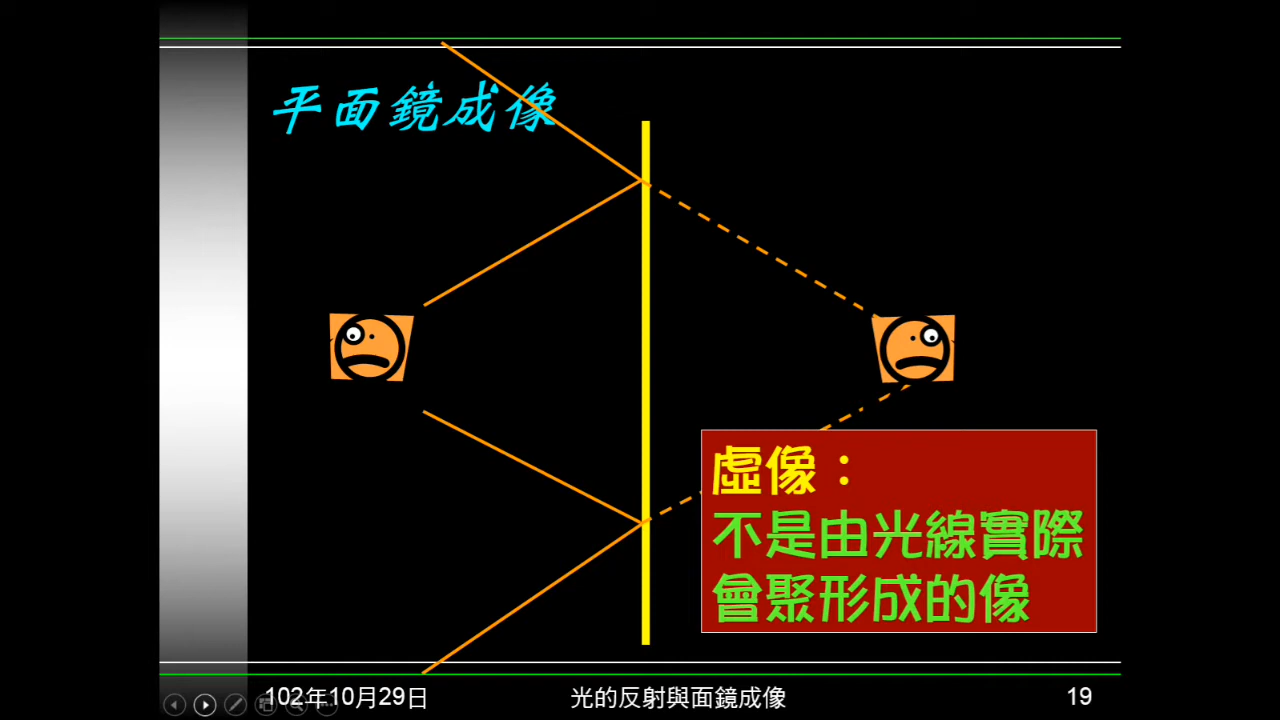 平面鏡成像
虛像：
不是由光線實際
會聚形成的像
102年10月29日
光的反射與面鏡成像
19